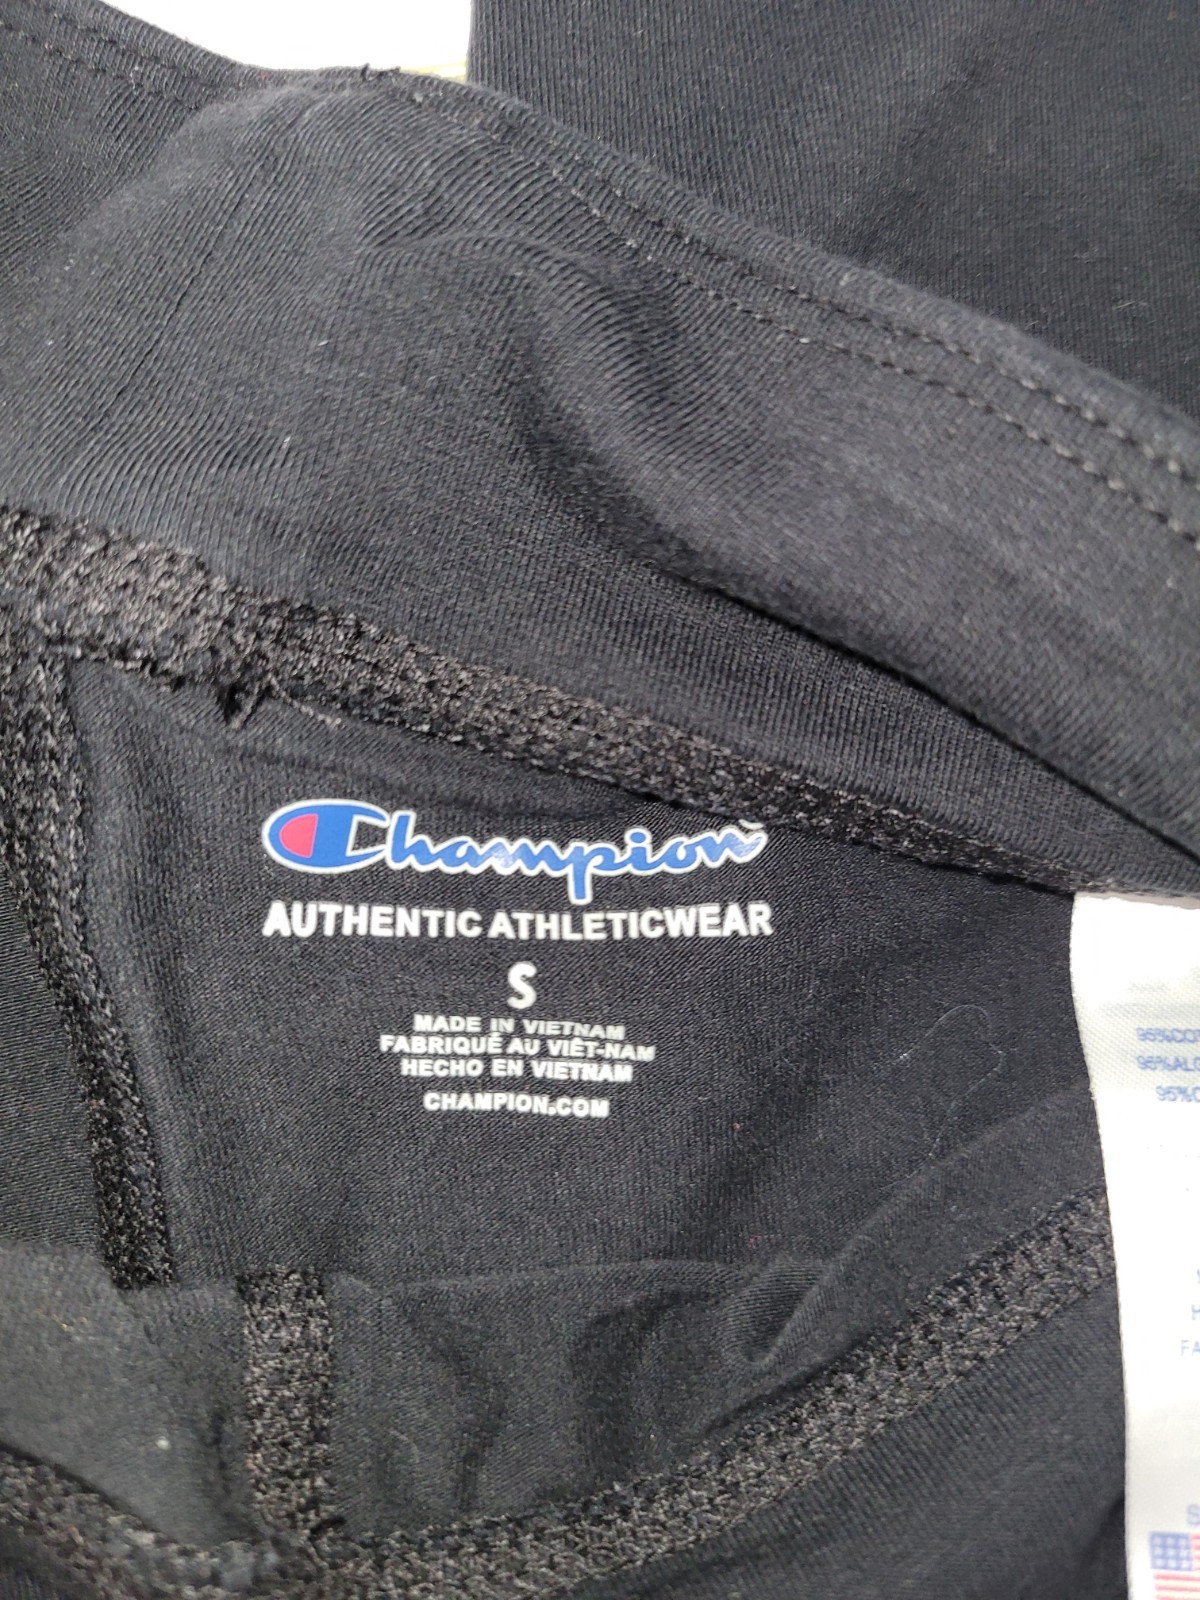 Champion
AUTHENTIC ATHLETICWEAR
S
MADE IN VIETNAM
FABRIQUÉ AU VIÊT-NAM
HECHO EN VIETNAM
CHAMPION.COM